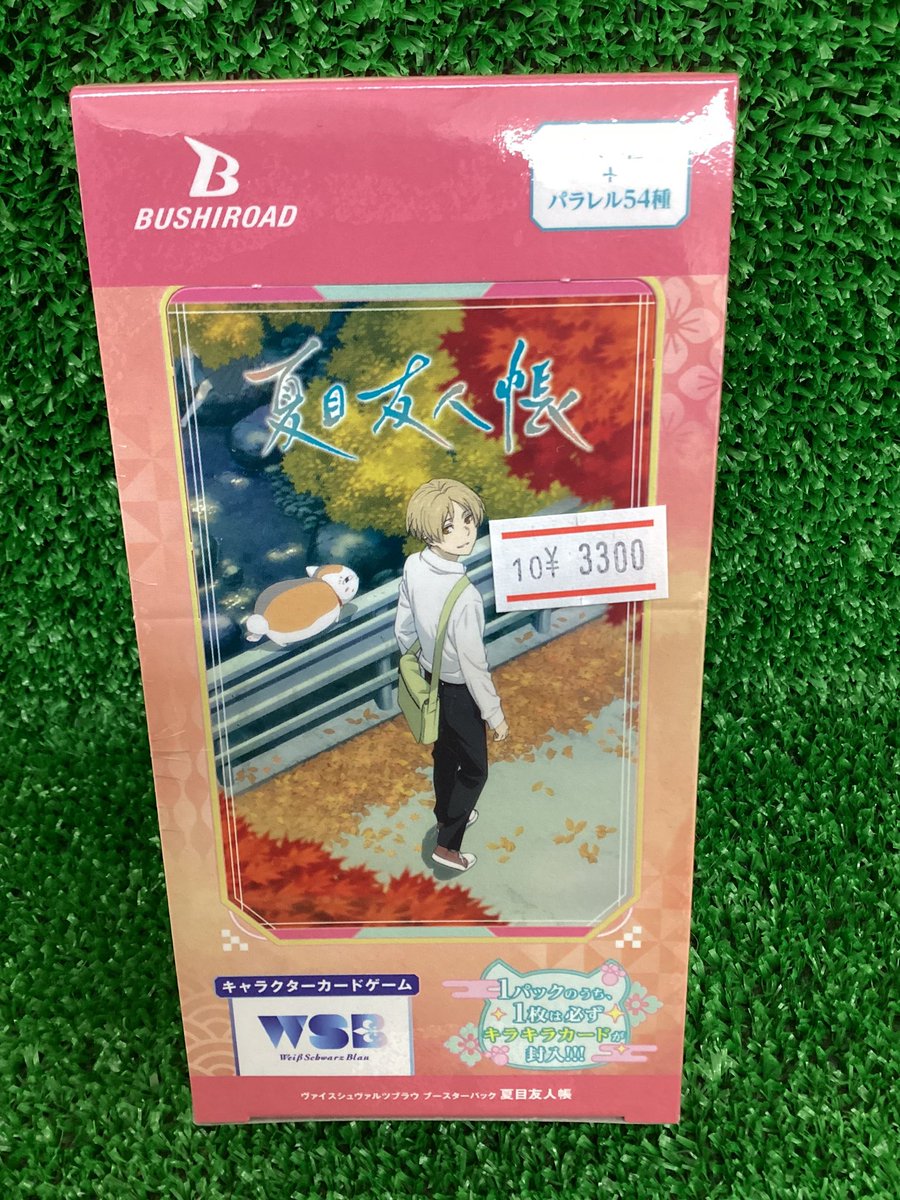 B
BUSHIROAD
+
パラレル54種
夏目友人帳
10¥ 3300
キャラクターカードゲーム
WSB
Weiß Schwarz Blau
1パックのうち、
1枚は必ず
キラキラカードが
封入!!!
ヴァイスシュヴァルツブラウ ブースターパック 夏目友人帳